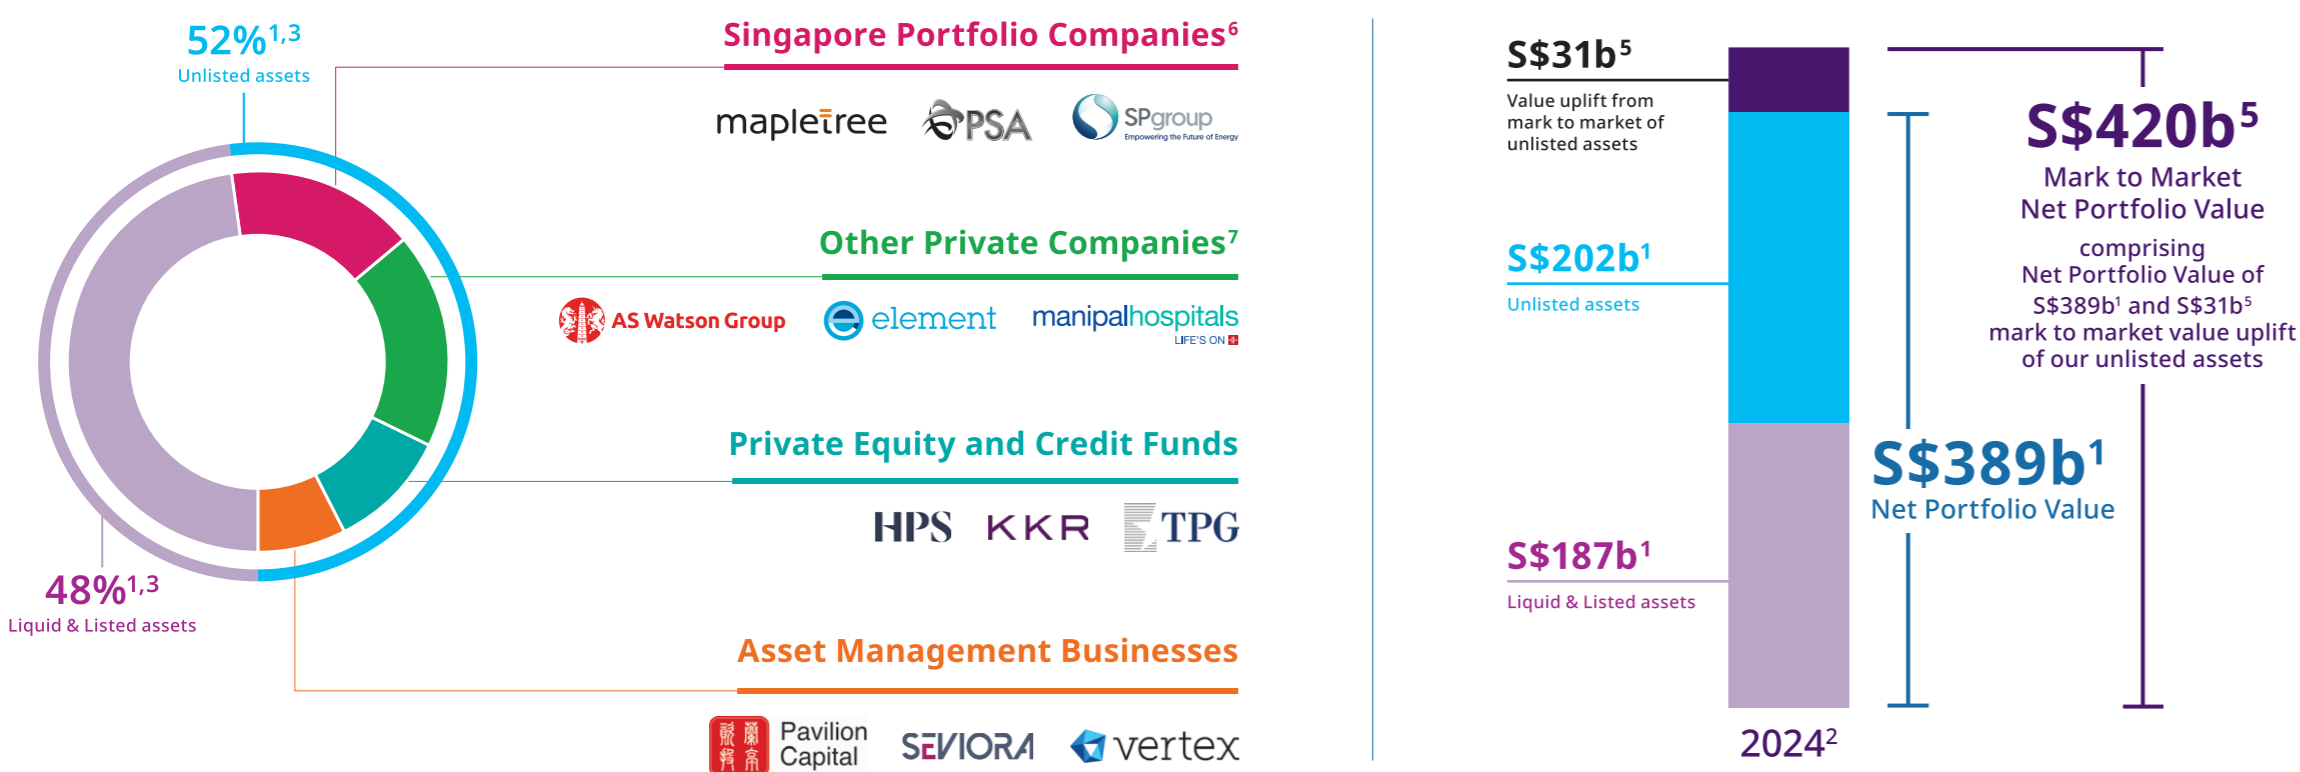 52%1,3
Unlisted assets
48%1,3
Liquid & Listed assets
Singapore Portfolio Companies6
mapletree
PSA
SPgroup
Empowering the Future of Energy
Other Private Companies7
AS Watson Group
element
manipalhospitals
LIFE'S ON
Private Equity and Credit Funds
HPS
KKR
TPG
Asset Management Businesses
蘭亭
Pavilion
Capital
SEVIORA
vertex
S$31b5
Value uplift from
mark to market of
unlisted assets
S$202b1
Unlisted assets
S$187b1
Liquid & Listed assets
20242
S$389b1
Net Portfolio Value
S$420b5
Mark to Market
Net Portfolio Value
comprising
Net Portfolio Value of
S$389b1 and S$31b5
mark to market value uplift
of our unlisted assets